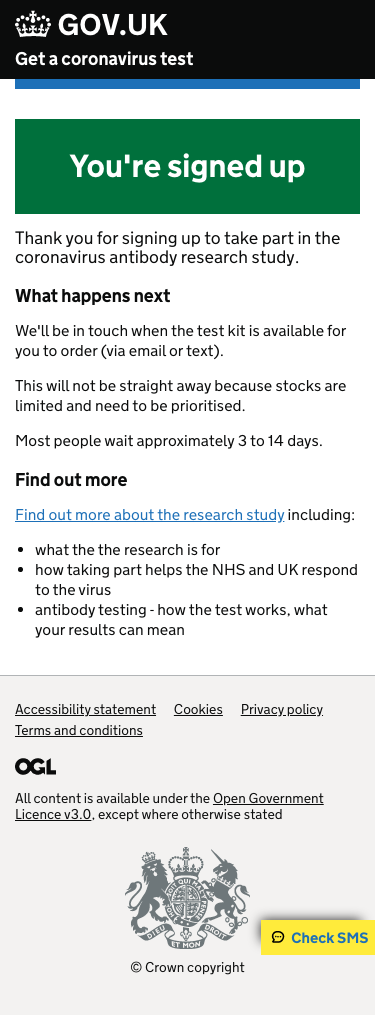 GOV.UK
Get a coronavirus test
You're signed up
Thank you for signing up to take part in the
coronavirus antibody research study.
What happens next
We'll be in touch when the test kit is available for
you to order (via email or text).
This will not be straight away because stocks are
limited and need to be prioritised.
Most people wait approximately 3 to 14 days.
Find out more
Find out more about the research study including:
• what the the research is for
• how taking part helps the NHS and UK respond
to the virus
• antibody testing - how the test works, what
your results can mean
Accessibility statement Cookies Privacy policy
Terms and conditions
OGL
All content is available under the Open Government
Licence v3.0, except where otherwise stated
DIEU ET MON DROIT
Check SMS
© Crown copyright